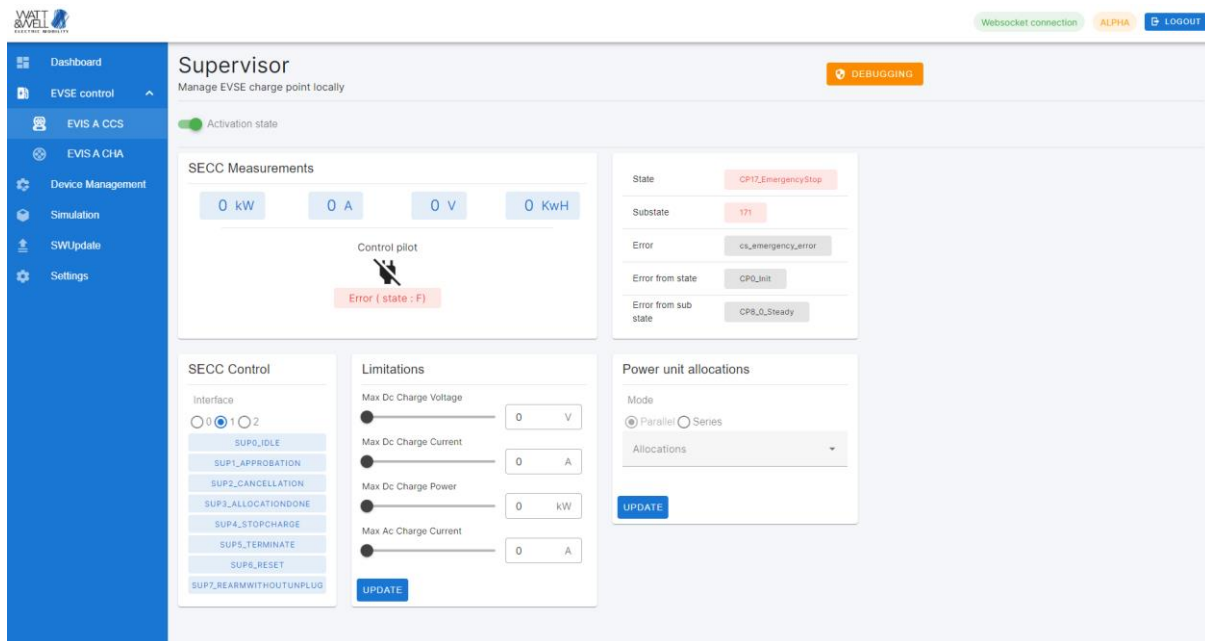 WATT
&WELL
ELECTRIC MOBILITY
Websocket connection
ALPHA
LOGOUT
Dashboard
EVSE control
EVIS A CCS
EVIS A CHA
Device Management
Simulation
SWUpdate
Settings
Supervisor
Manage EVSE charge point locally
DEBUGGING
Activation state
SECC Measurements
0 kW 0 A 0 V 0 KwH
Control pilot
Error ( state : F)
State CP17_EmergencyStop
Substate 171
Error cs_emergency_error
Error from state CP0_Init
Error from sub
state CP8_0_Steady
SECC Control
Interface
0 1 2
SUP0_IDLE
SUP1_APPROBATION
SUP2_CANCELLATION
SUP3_ALLOCATIONDONE
SUP4_STOPCHARGE
SUP5_TERMINATE
SUP6_RESET
SUP7_REARMWITHOUTUNPLUG
Limitations
Max Dc Charge Voltage
0 V
Max Dc Charge Current
0 A
Max Dc Charge Power
0 kW
Max Ac Charge Current
0 A
UPDATE
Power unit allocations
Mode
Parallel Series
Allocations
UPDATE